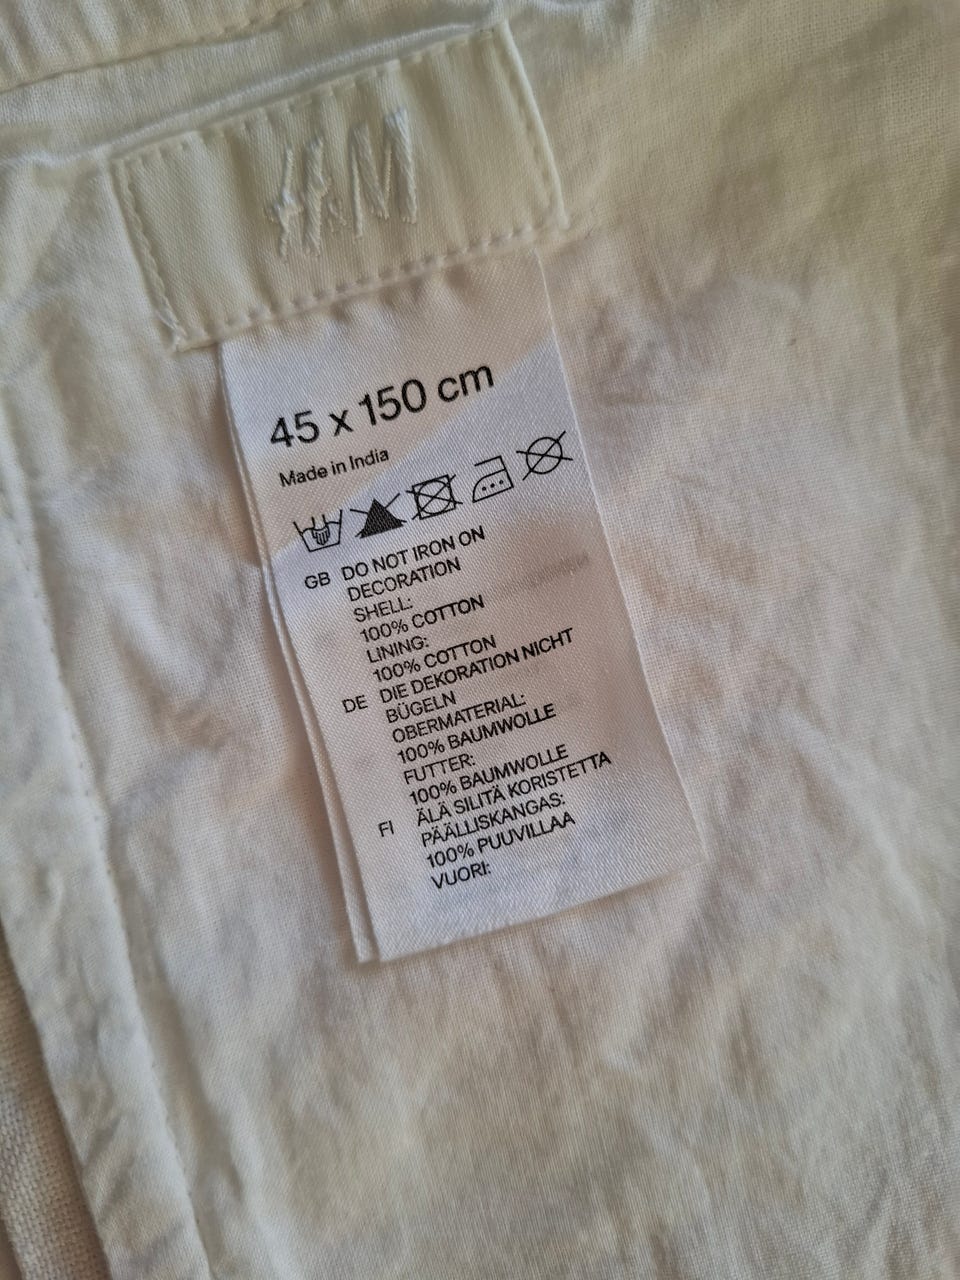 H&M
45 x 150 cm
Made in India
GB DO NOT IRON ON
DECORATION
SHELL:
100% COTTON
LINING:
100% COTTON
DE DIE DEKORATION NICHT
BÜGELN
OBERMATERIAL:
100% BAUMWOLLE
FUTTER:
100% BAUMWOLLE
FI ÄLÄ SILITÄ KORISTETTA
PÄÄLLISKANGAS:
100% PUUVILLAA
VUORI: